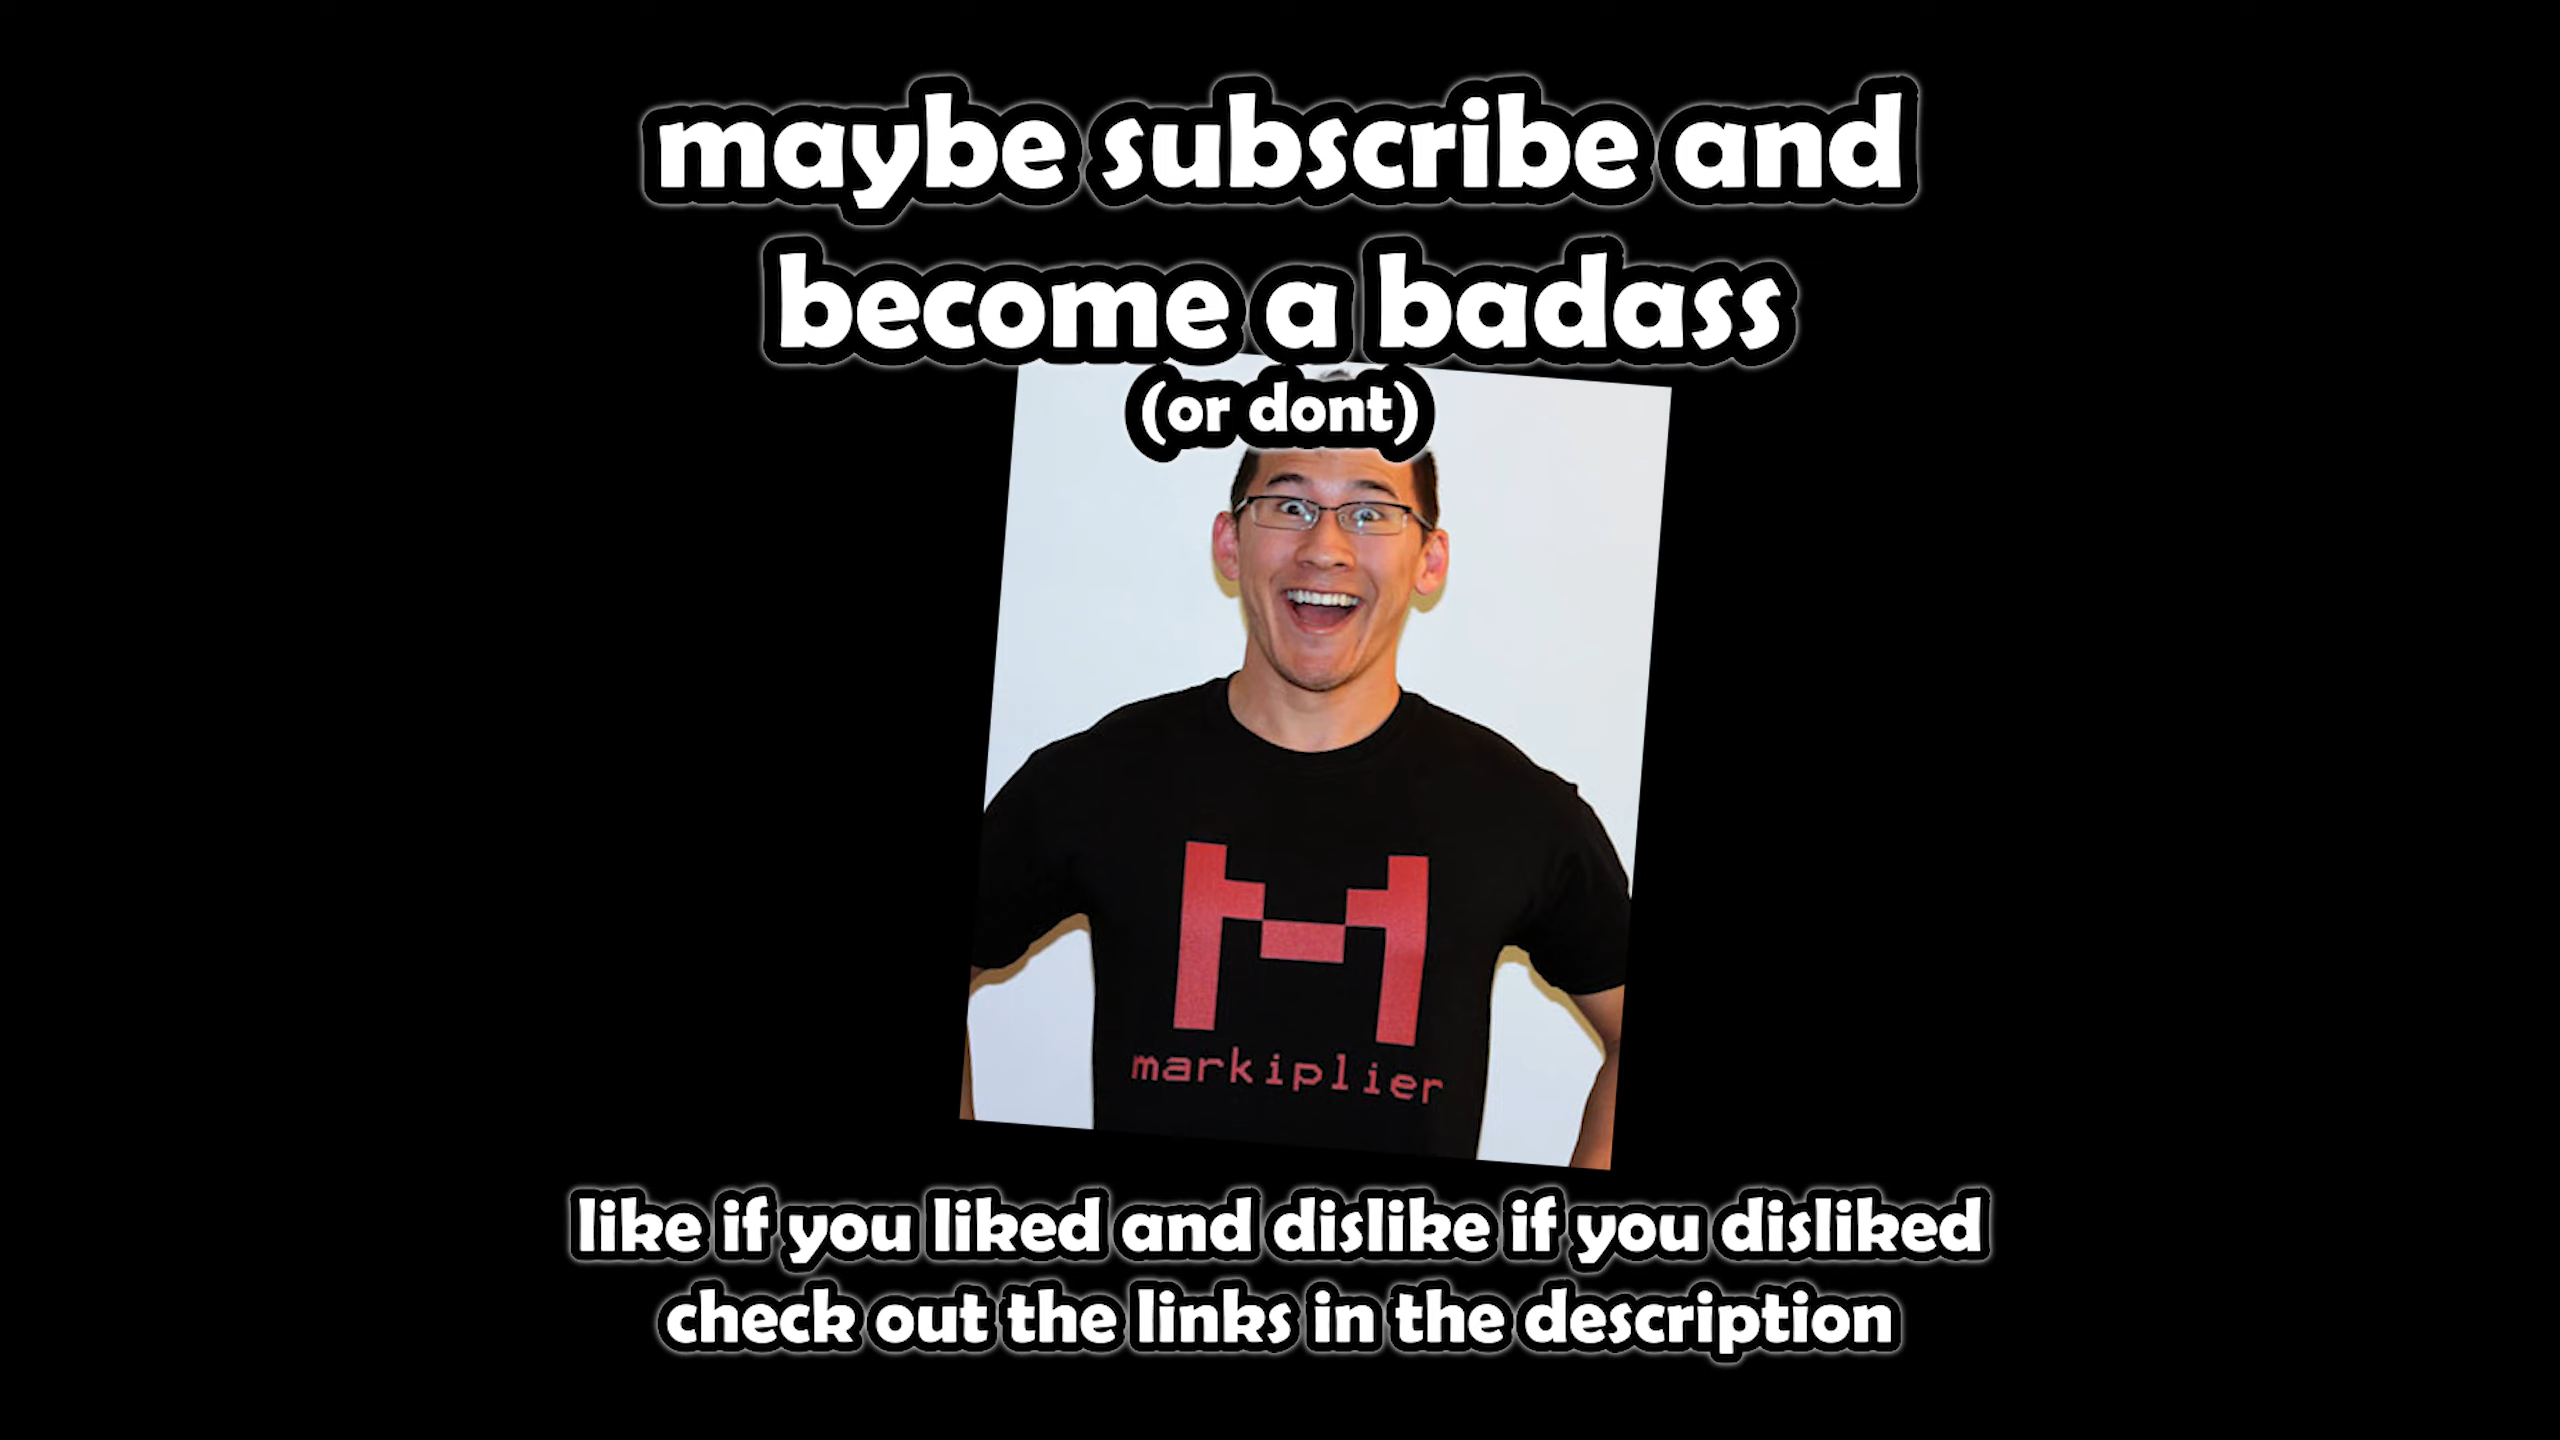 maybe subscribe and
become a badass
(or dont)
M
markiplier
like if you liked and dislike if you disliked
check out the links in the description